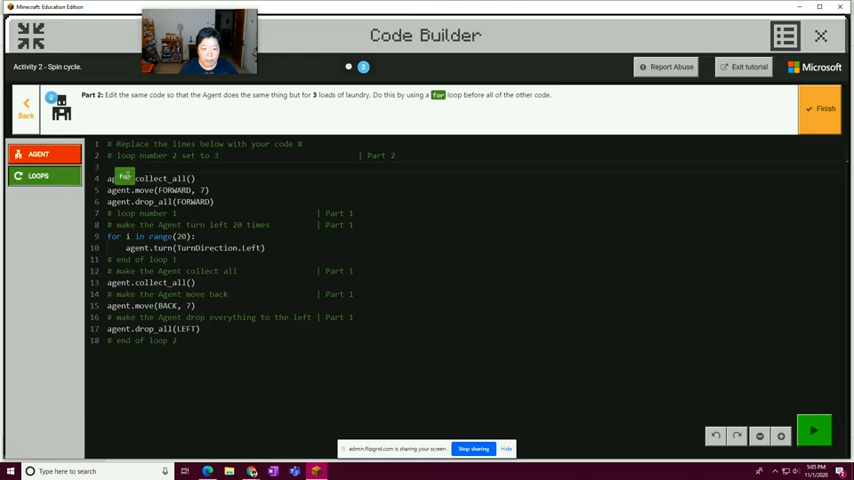 Minecraft: Education Edition
Code Builder
Activity 2 - Spin cycle.
2
Report Abuse
Exit tutorial
Microsoft
Back
Part 2: Edit the same code so that the Agent does the same thing but for 3 loads of laundry. Do this by using a for loop before all of the other code.
Finish
AGENT
LOOPS
1 # Replace the lines below with your code #
2 # loop number 2 set to 3 | Part 2
3
for
4 collect_all()
5 agent.move(FORWARD, 7)
6 agent.drop_all(FORWARD)
7 # loop number 1 | Part 1
8 # make the Agent turn left 20 times | Part 1
9 for i in range(20):
10 agent.turn(TurnDirection.Left)
11 # end of loop 1
12 # make the Agent collect all | Part 1
13 agent.collect_all()
14 # make the Agent move back | Part 1
15 agent.move(BACK, 7)
16 # make the Agent drop everything to the left | Part 1
17 agent.drop_all(LEFT)
18 # end of loop 2
admin.flipgrid.com is sharing your screen.
Stop sharing
Hide
Type here to search
5:05 PM
11/1/2020